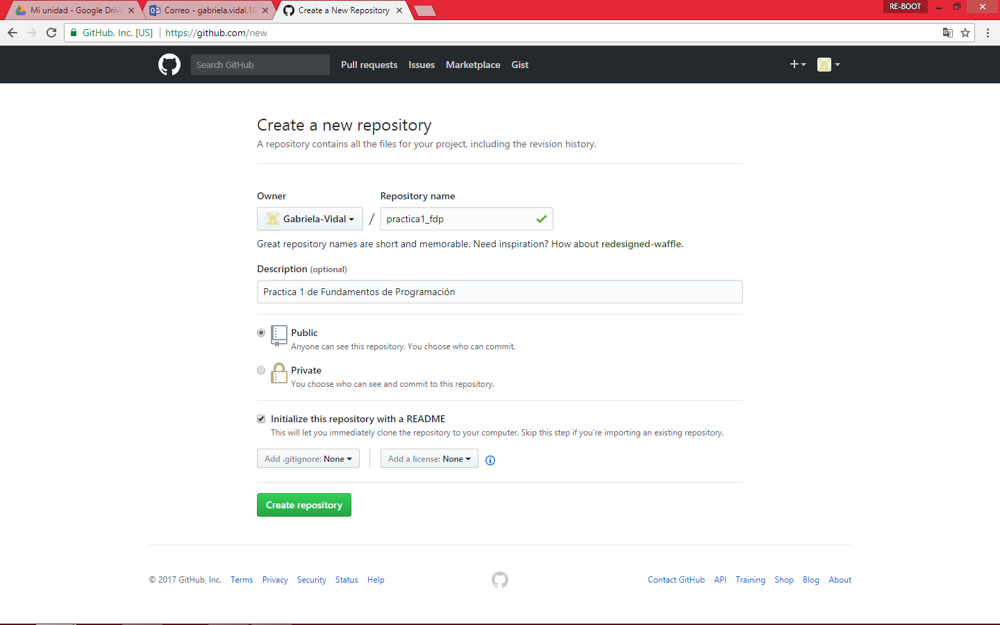 Mi unidad - Google Drive
Correo - gabriela.vidal.10
Create a New Repository
RE-BOOT
GitHub, Inc. [US]
https://github.com/new
Search GitHub
Pull requests
Issues
Marketplace
Gist
Create a new repository
A repository contains all the files for your project, including the revision history.
Owner
Repository name
Gabriela-Vidal
/
practica1_fdp
Great repository names are short and memorable. Need inspiration? How about redesigned-waffle.
Description (optional)
Practica 1 de Fundamentos de Programación
Public
Anyone can see this repository. You choose who can commit.
Private
You choose who can see and commit to this repository.
Initialize this repository with a README
This will let you immediately clone the repository to your computer. Skip this step if you're importing an existing repository.
Add .gitignore: None
Add a license: None
Create repository
© 2017 GitHub, Inc.
Terms
Privacy
Security
Status
Help
Contact GitHub
API
Training
Shop
Blog
About